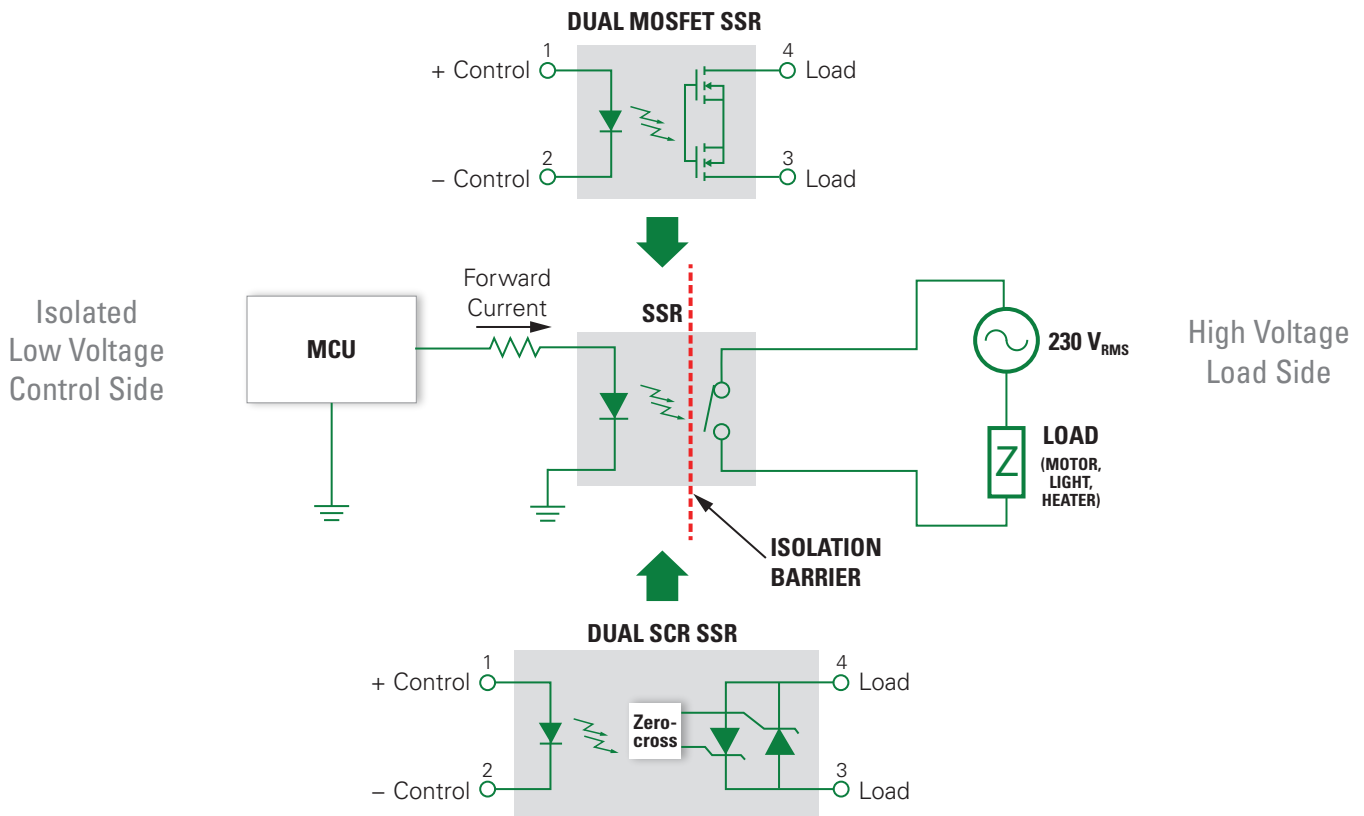 DUAL MOSFET SSR
1
4
+ Control
Load
2
3
– Control
Load
Isolated
Low Voltage
Control Side
MCU
Forward
Current
SSR
230 VRMS
LOAD
(MOTOR,
LIGHT,
HEATER)
Z
High Voltage
Load Side
ISOLATION
BARRIER
DUAL SCR SSR
1
4
+ Control
Load
Zero-
cross
2
3
– Control
Load